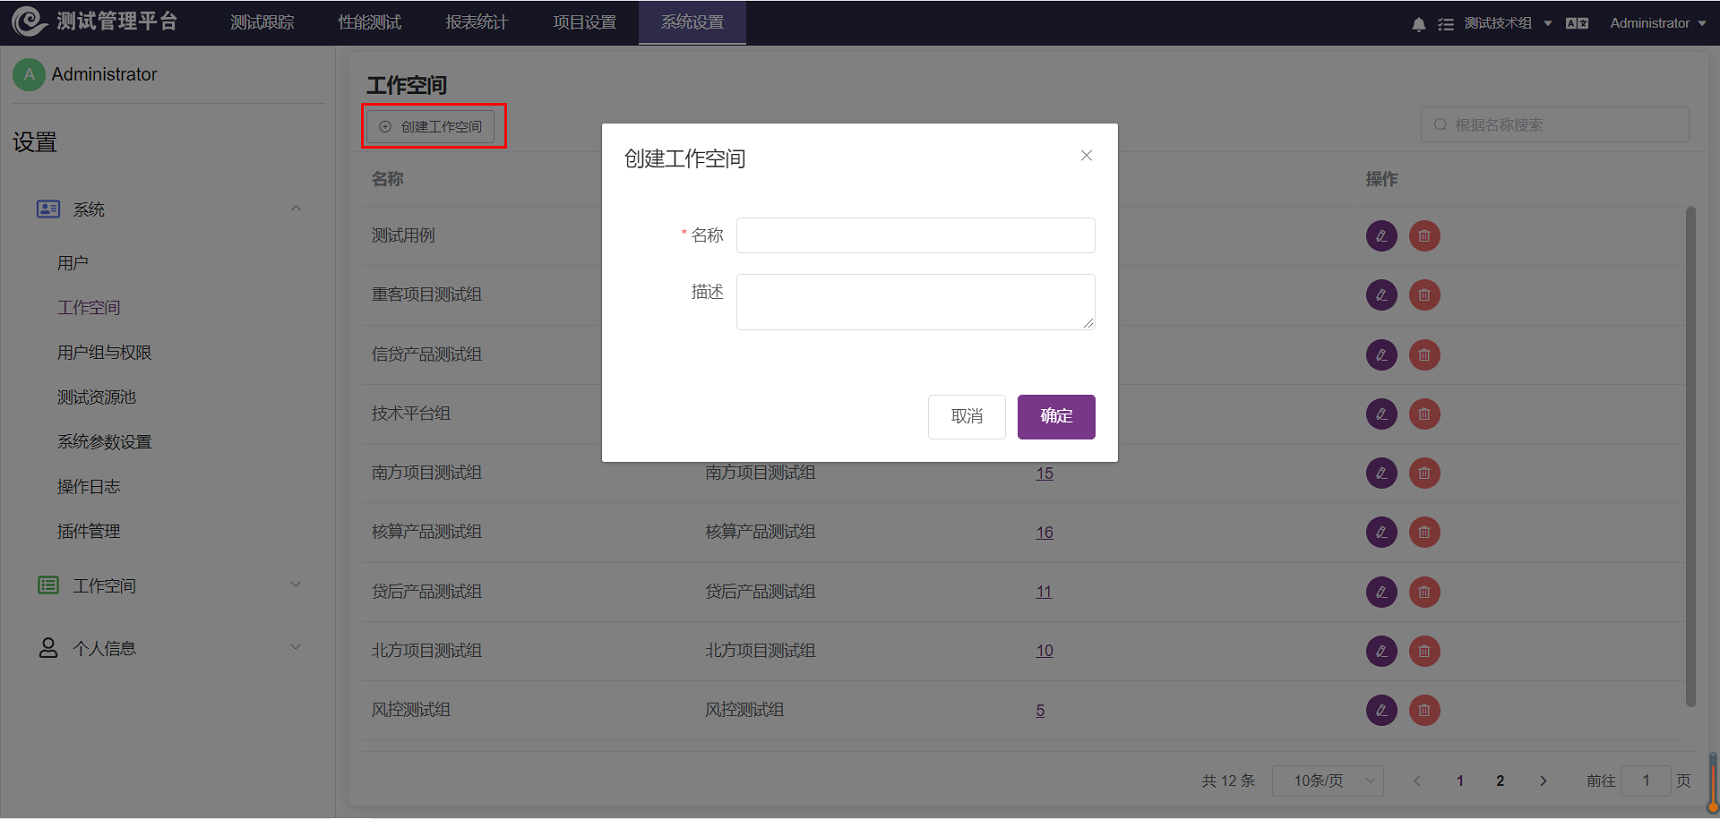 测试管理平台 测试跟踪 性能测试 报表统计 项目设置 系统设置 测试技术组 Administrator
A Administrator
设置
系统
用户
工作空间
用户组与权限
测试资源池
系统参数设置
操作日志
插件管理
工作空间
个人信息
工作空间
创建工作空间
根据名称搜索
名称 操作
测试用例
重客项目测试组
信贷产品测试组
技术平台组
南方项目测试组 南方项目测试组 15
核算产品测试组 核算产品测试组 16
贷后产品测试组 贷后产品测试组 11
北方项目测试组 北方项目测试组 10
风控测试组 风控测试组 5
共 12 条 10条/页 1 2 前往 1 页
创建工作空间
* 名称
描述
取消 确定